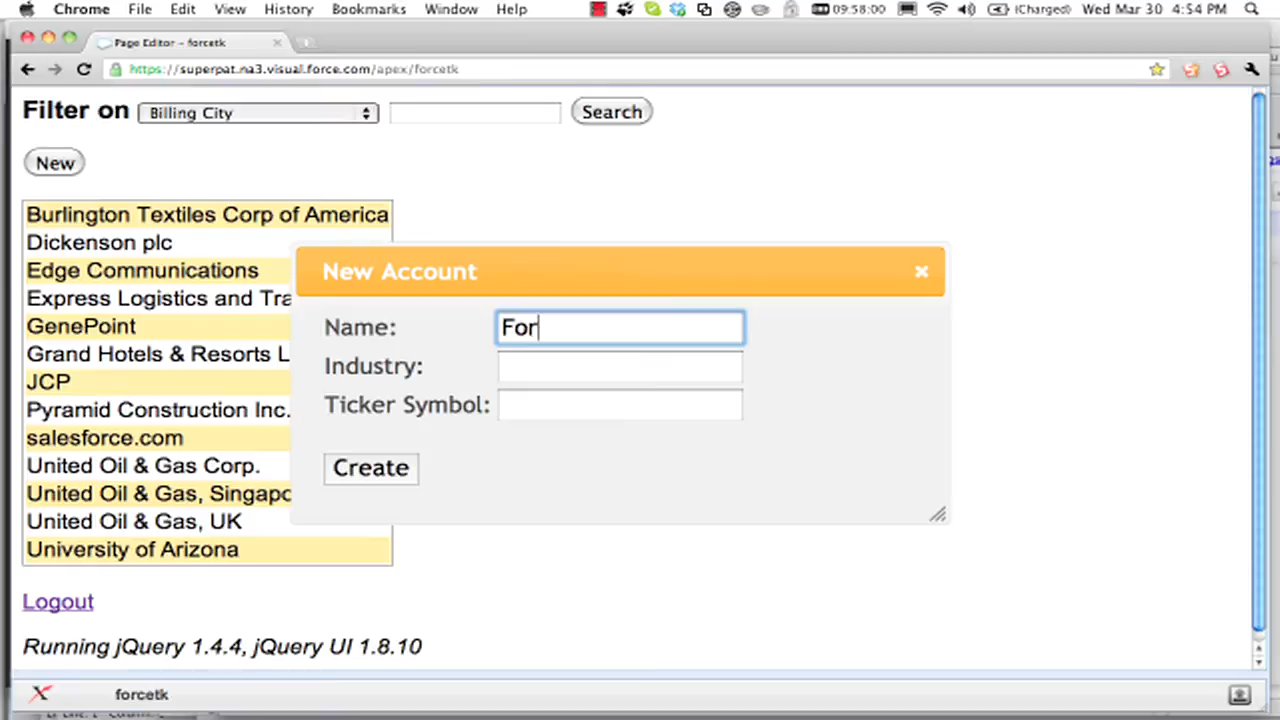 Chrome File Edit View History Bookmarks Window Help 09:58:00 (Charged) Wed Mar 30 4:54 PM
Page Editor – forcetk
https://superpat.na3.visual.force.com/apex/forcetk
Filter on Billing City Search
New
Burlington Textiles Corp of America
Dickenson plc
Edge Communications
Express Logistics and Tra
GenePoint
Grand Hotels & Resorts L
JCP
Pyramid Construction Inc.
salesforce.com
United Oil & Gas Corp.
United Oil & Gas, Singapo
United Oil & Gas, UK
University of Arizona
New Account
Name: For
Industry:
Ticker Symbol:
Create
Logout
Running jQuery 1.4.4, jQuery UI 1.8.10
forcetk